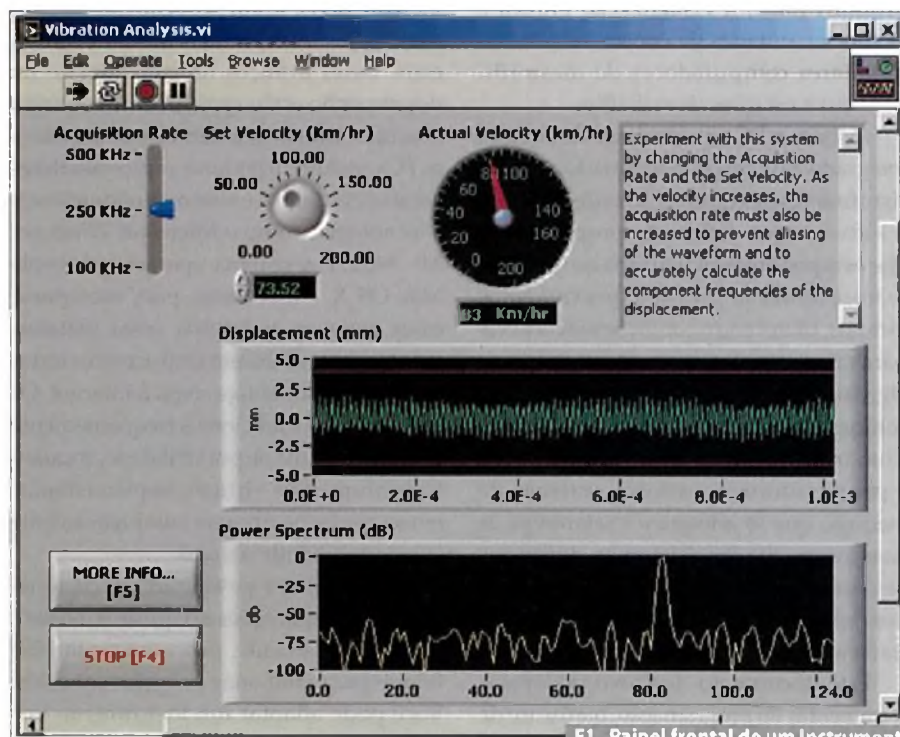 Vibration Analysis.vi
File Edit Operate Tools Browse Window Help
Acquisition Rate
500 KHz
250 KHz
100 KHz
Set Velocity (Km/hr)
100.00
50.00 150.00
0.00 200.00
73.52
Actual Velocity (km/hr)
80 100
60
40 140
20 160
0 200
83 Km/hr
Experiment with this system
by changing the Acquisition
Rate and the Set Velocity. As
the velocity increases, the
acquisition rate must also be
increased to prevent aliasing
of the waveform and to
accurately calculate the
component frequencies of the
displacement.
Displacement (mm)
mm
5.0
2.5
0.0
-2.5
-5.0
0.0E+0 2.0E-4 4.0E-4 6.0E-4 8.0E-4 1.0E-3
Power Spectrum (dB)
db
0
-25
-50
-75
-100
0.0 20.0 40.0 60.0 80.0 100.0 124.0
MORE INFO...
[F5]
STOP [F4]
F1. Painel frontal de um Instrument